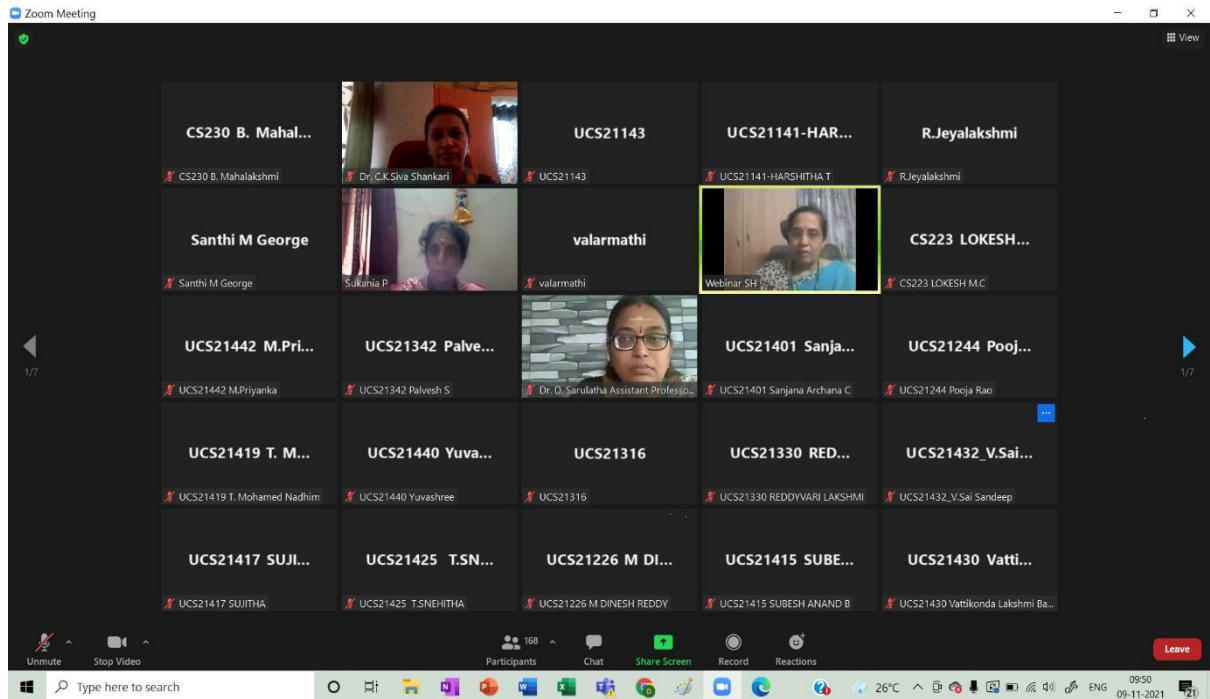 Zoom Meeting
View
CS230 B. Mahal...
CS230 B. Mahalakshmi
Dr. C.K.Siva Shankari
UCS21143
UCS21143
UCS21141-HAR...
UCS21141-HARSHITHA T
R.Jeyalakshmi
R.Jeyalakshmi
Santhi M George
Santhi M George
Sukania P
valarmathi
valarmathi
Webinar SH
CS223 LOKESH...
CS223 LOKESH M.C
UCS21442 M.Pri...
UCS21442 M.Priyanka
UCS21342 Palve...
UCS21342 Palvesh S
Dr. D. Sarulatha Assistant Professo...
UCS21401 Sanja...
UCS21401 Sanjana Archana C
UCS21244 Pooj...
UCS21244 Pooja Rao
1/7
1/7
UCS21419 T. M...
UCS21419 T. Mohamed Nadhim
UCS21440 Yuva...
UCS21440 Yuvashree
UCS21316
UCS21316
UCS21330 RED...
UCS21330 REDDYVARI LAKSHMI
UCS21432_V.Sai...
UCS21432_V.Sai Sandeep
UCS21417 SUJI...
UCS21417 SUJITHA
UCS21425 T.SN...
UCS21425 T.SNEHITHA
UCS21226 M DI...
UCS21226 M DINESH REDDY
UCS21415 SUBE...
UCS21415 SUBESH ANAND B
UCS21430 Vatti...
UCS21430 Vattikonda Lakshmi Ba...
Unmute
Stop Video
168
Participants
Chat
Share Screen
Record
Reactions
Leave
Type here to search
26°C
ENG
09:50
09-11-2021
21